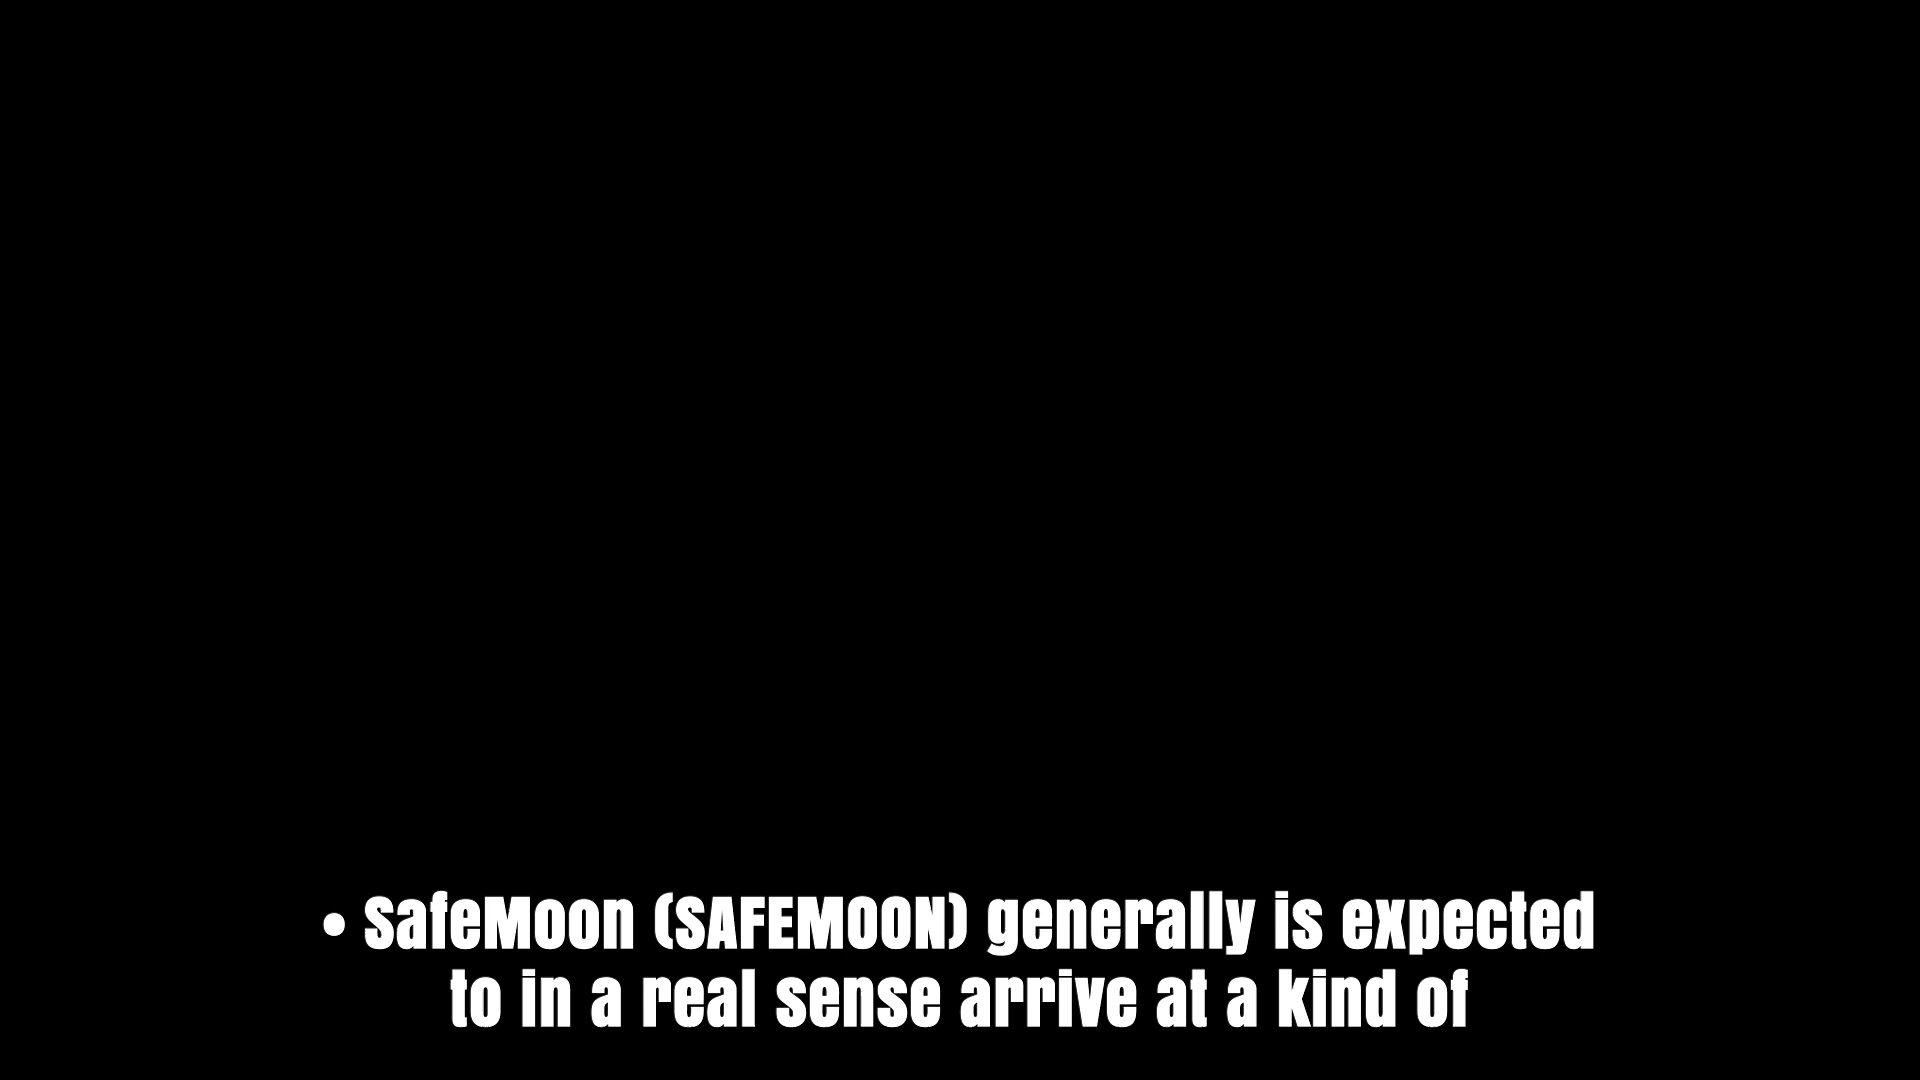 • SafeMoon (SAFEMOON) generally is expected
to in a real sense arrive at a kind of